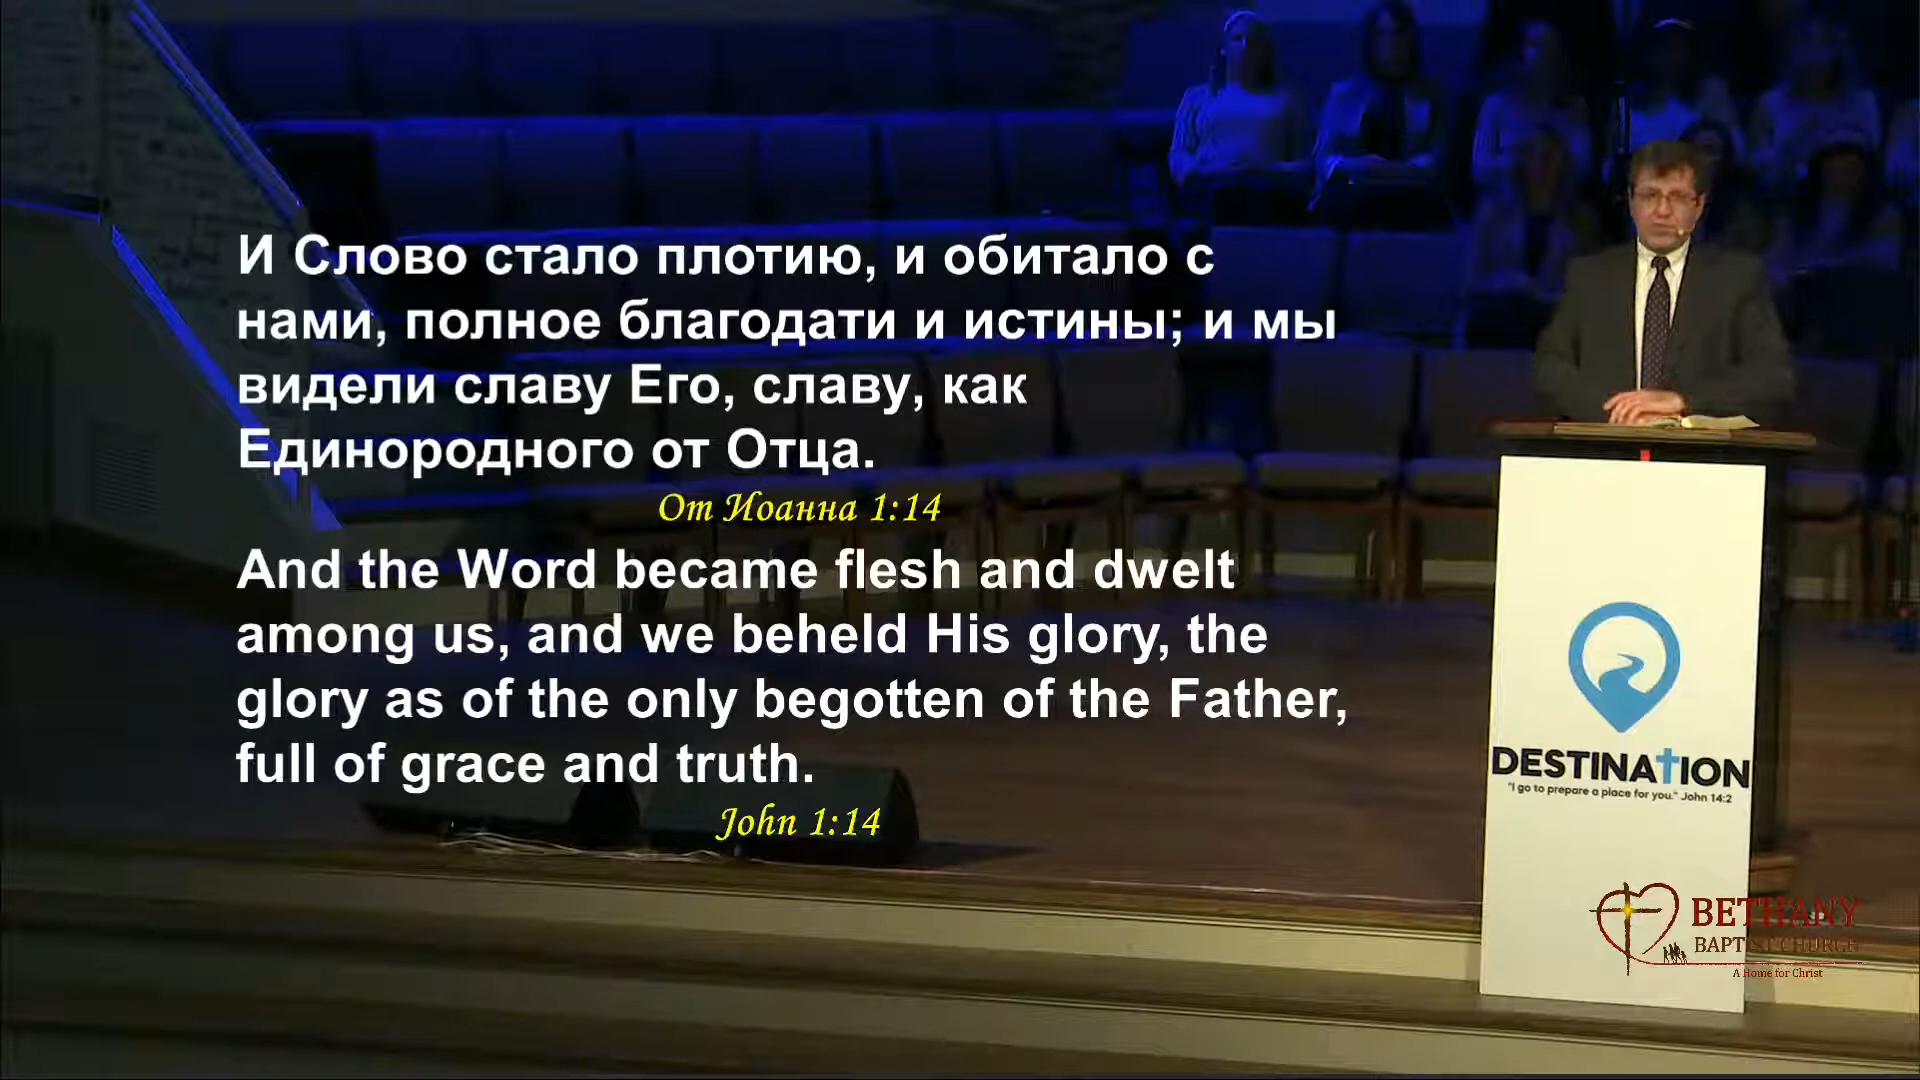 И Слово стало плотию, и обитало с
нами, полное благодати и истины; и мы
видели славу Его, славу, как
Единородного от Отца.
От Иоанна 1:14
And the Word became flesh and dwelt
among us, and we beheld His glory, the
glory as of the only begotten of the Father,
full of grace and truth.
John 1:14
DESTINATION
"I go to prepare a place for you." John 14:2
BETHANY
BAPTIST CHURCH
A Home for Christ